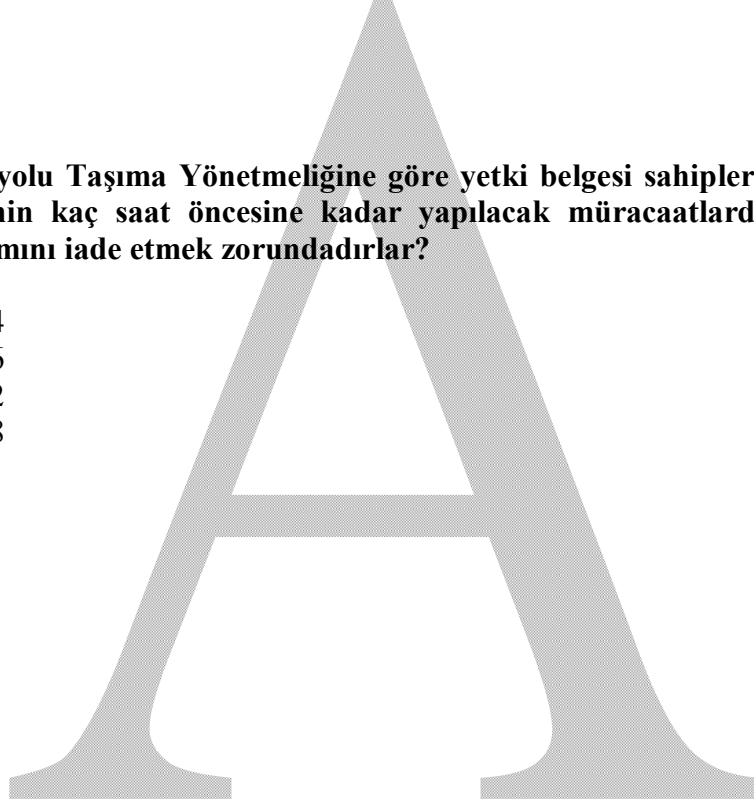 yolu Taşıma Yönetmeliğine göre yetki belgesi sahipler
nin kaç saat öncesine kadar yapılacak müracaatlard
mını iade etmek zorundadırlar?
4
6
2
8
A